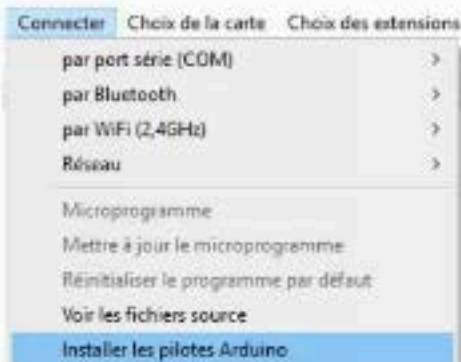 Connecter Choix de la carte Choix des extensions
par port série (COM)
par Bluetooth
par WiFi (2,4GHz)
Réseau
Microprogramme
Mettre à jour le microprogramme
Réinitialiser le programme par défaut
Voir les fichiers source
Installer les pilotes Arduino